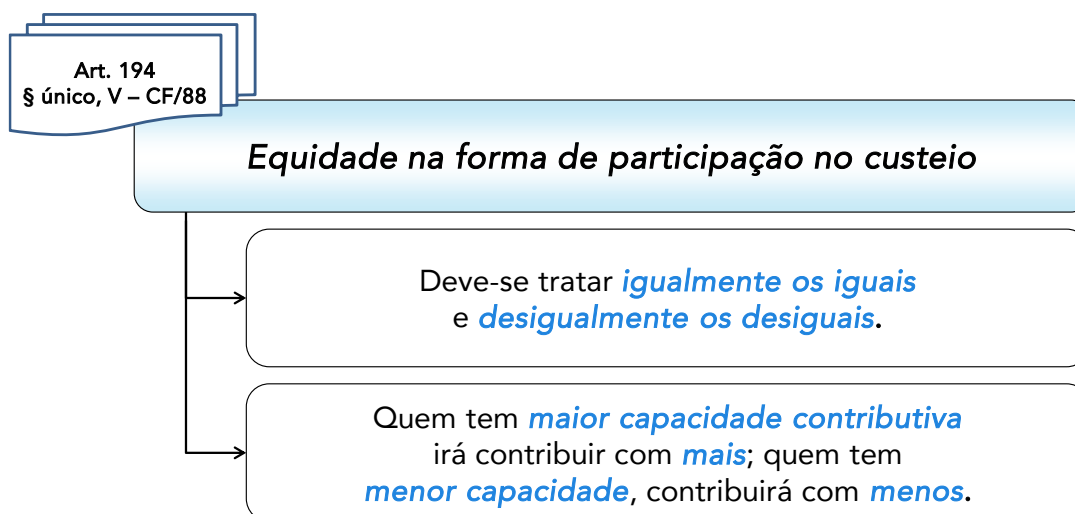 Art. 194
§ único, V – CF/88
Equidade na forma de participação no custeio
Deve-se tratar igualmente os iguais
e desigualmente os desiguais.
Quem tem maior capacidade contributiva
irá contribuir com mais; quem tem
menor capacidade, contribuirá com menos.